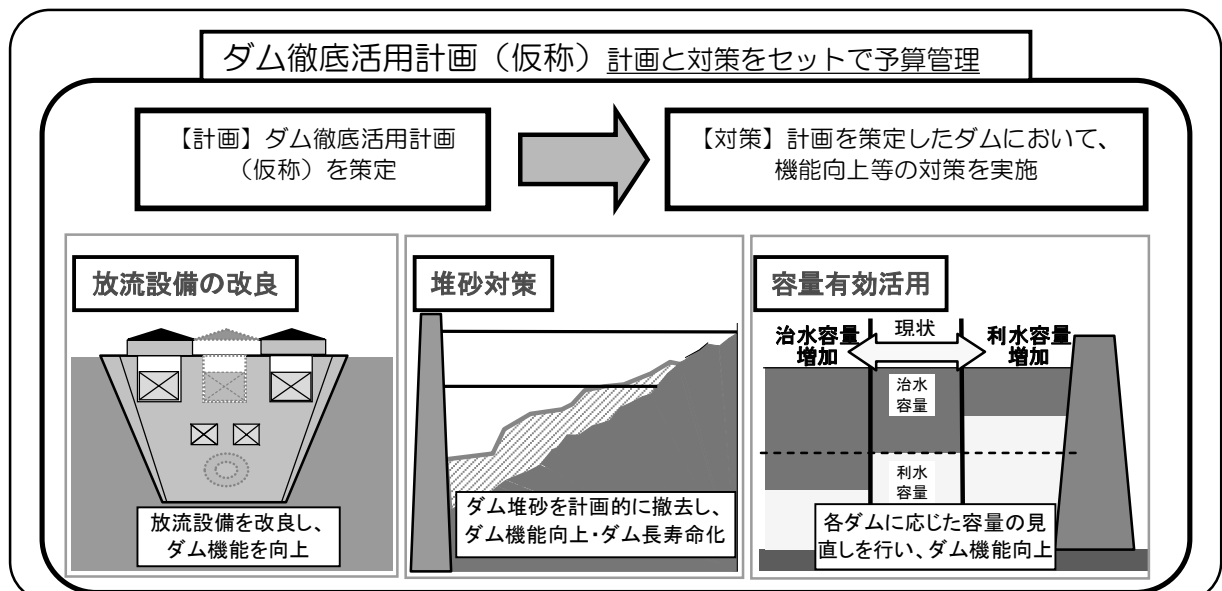 ダム徹底活用計画（仮称）計画と対策をセットで予算管理
【計画】ダム徹底活用計画
（仮称）を策定
【対策】計画を策定したダムにおいて、
機能向上等の対策を実施
放流設備の改良
放流設備を改良し、
ダム機能を向上
堆砂対策
ダム堆砂を計画的に撤去し、
ダム機能向上・ダム長寿命化
容量有効活用
治水容量
増加
現状
利水容量
増加
治水
容量
利水
容量
各ダムに応じた容量の見
直しを行い、ダム機能向上